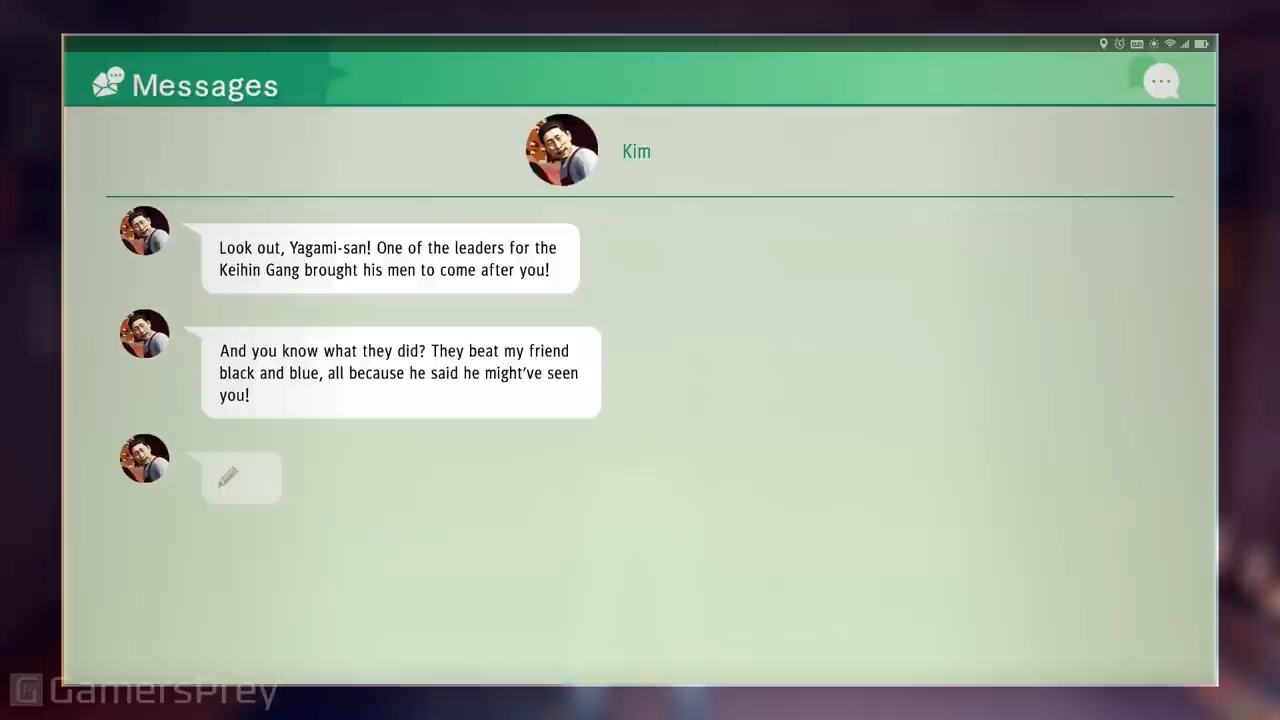 Messages
Kim
Look out, Yagami-san! One of the leaders for the
Keihin Gang brought his men to come after you!
And you know what they did? They beat my friend
black and blue, all because he said he might've seen
you!
GamersPrey